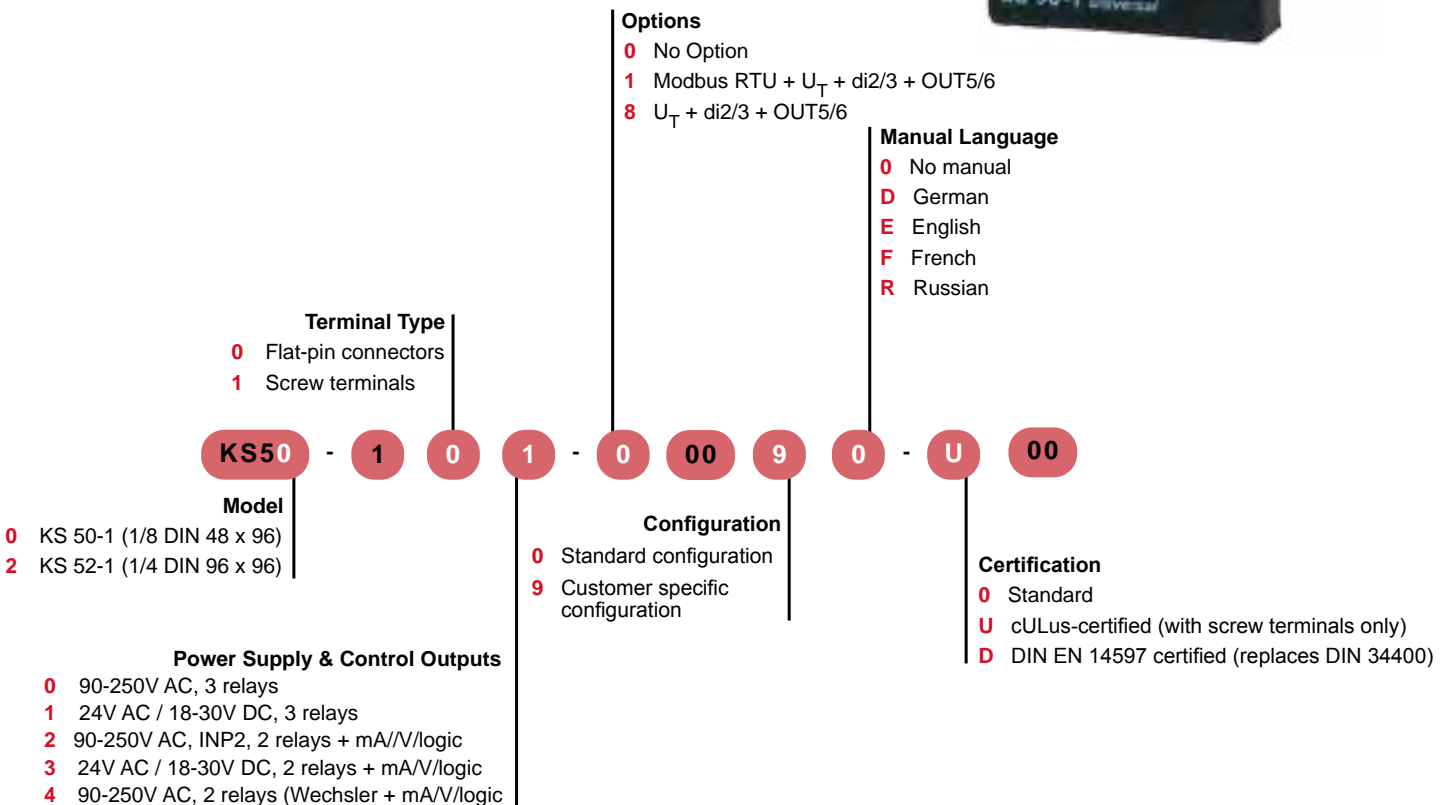 KS 90-1 universal
Options
0 No Option
1 Modbus RTU + UT + di2/3 + OUT5/6
8 UT + di2/3 + OUT5/6
Manual Language
0 No manual
D German
E English
F French
R Russian
Terminal Type
0 Flat-pin connectors
1 Screw terminals
KS50 - 1 0 1 - 0 00 9 0 - U 00
Model
0 KS 50-1 (1/8 DIN 48 x 96)
2 KS 52-1 (1/4 DIN 96 x 96)
Configuration
0 Standard configuration
9 Customer specific
configuration
Certification
0 Standard
U cULus-certified (with screw terminals only)
D DIN EN 14597 certified (replaces DIN 34400)
Power Supply & Control Outputs
0 90-250V AC, 3 relays
1 24V AC / 18-30V DC, 3 relays
2 90-250V AC, INP2, 2 relays + mA//V/logic
3 24V AC / 18-30V DC, 2 relays + mA/V/logic
4 90-250V AC, 2 relays (Wechsler + mA/V/logic